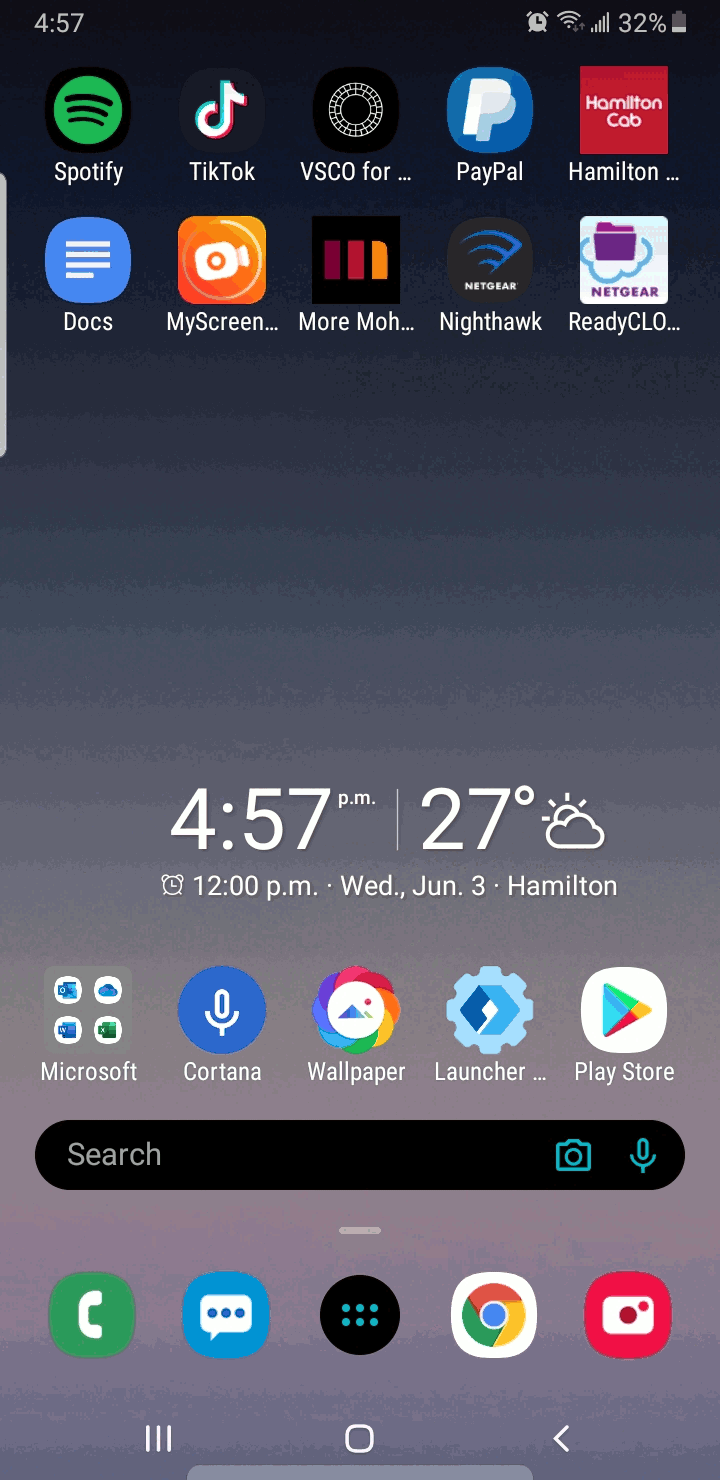 4:57 32%
Hamilton
Cab
Spotify TikTok VSCO for ... PayPal Hamilton ...
NETGEAR NETGEAR
Docs MyScreen... More Moh... Nighthawk ReadyCLO...
4:57 p.m. 27°
12:00 p.m. · Wed., Jun. 3 · Hamilton
Microsoft Cortana Wallpaper Launcher ... Play Store
Search